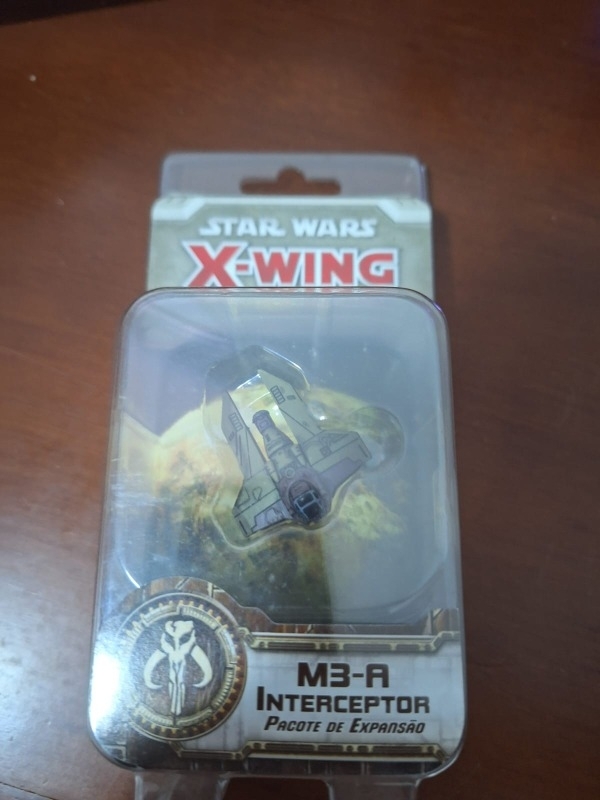 STAR WARS
X-WING
M3-A
INTERCEPTOR
PACOTE DE EXPANSÃO